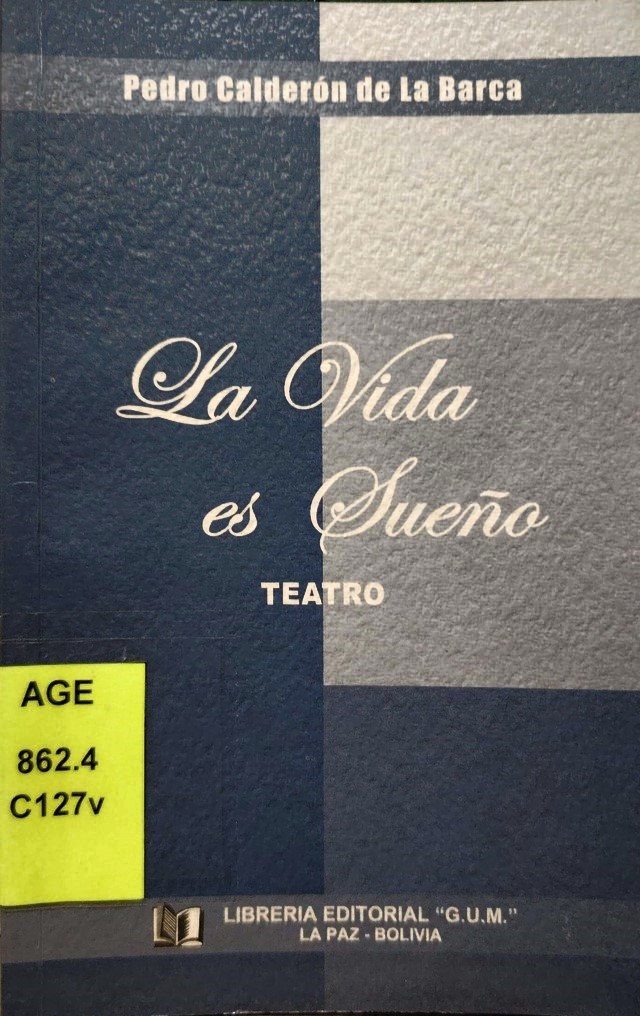 Pedro Calderón de La Barca
La Vida
es Sueño
TEATRO
AGE
862.4
C127v
LIBRERIA EDITORIAL “G.U.M.”
LA PAZ - BOLIVIA